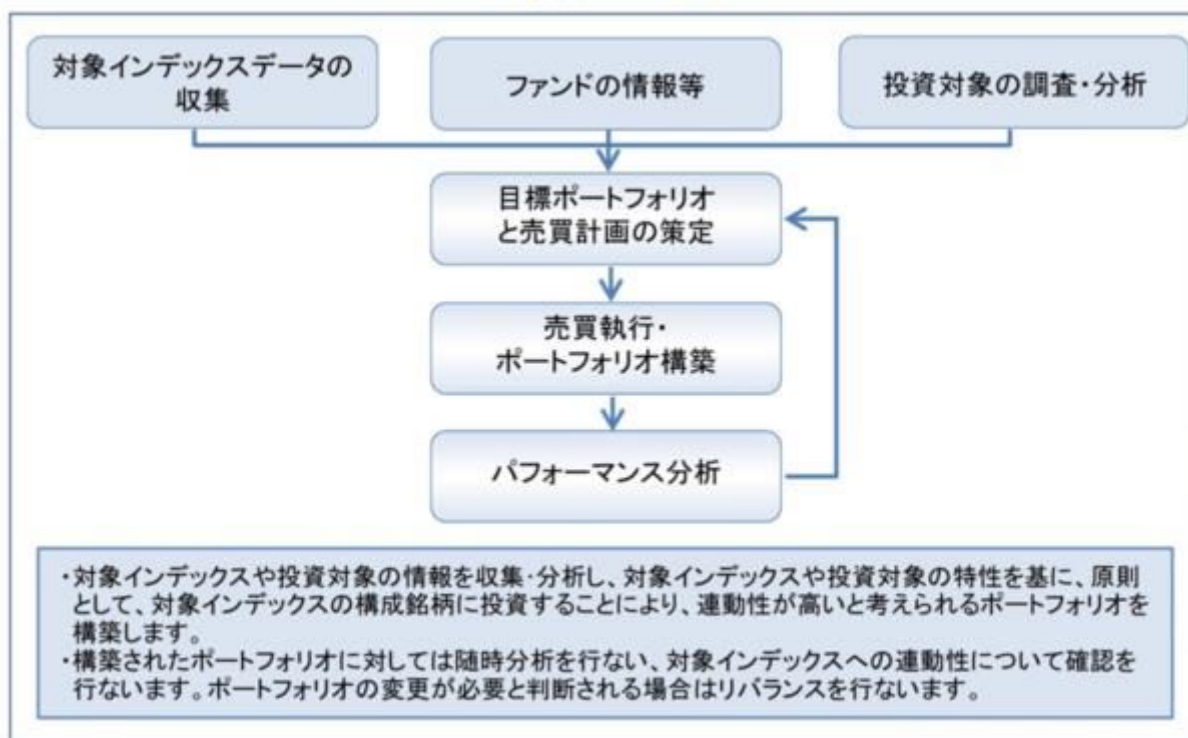 対象インデックスデータの
収集
ファンドの情報等
投資対象の調査・分析
目標ポートフォリオ
と売買計画の策定
売買執行・
ポートフォリオ構築
パフォーマンス分析
・対象インデックスや投資対象の情報を収集・分析し、対象インデックスや投資対象の特性を基に、原則
として、対象インデックスの構成銘柄に投資することにより、連動性が高いと考えられるポートフォリオを
構築します。
・構築されたポートフォリオに対しては随時分析を行ない、対象インデックスへの連動性について確認を
行ないます。ポートフォリオの変更が必要と判断される場合はリバランスを行ないます。